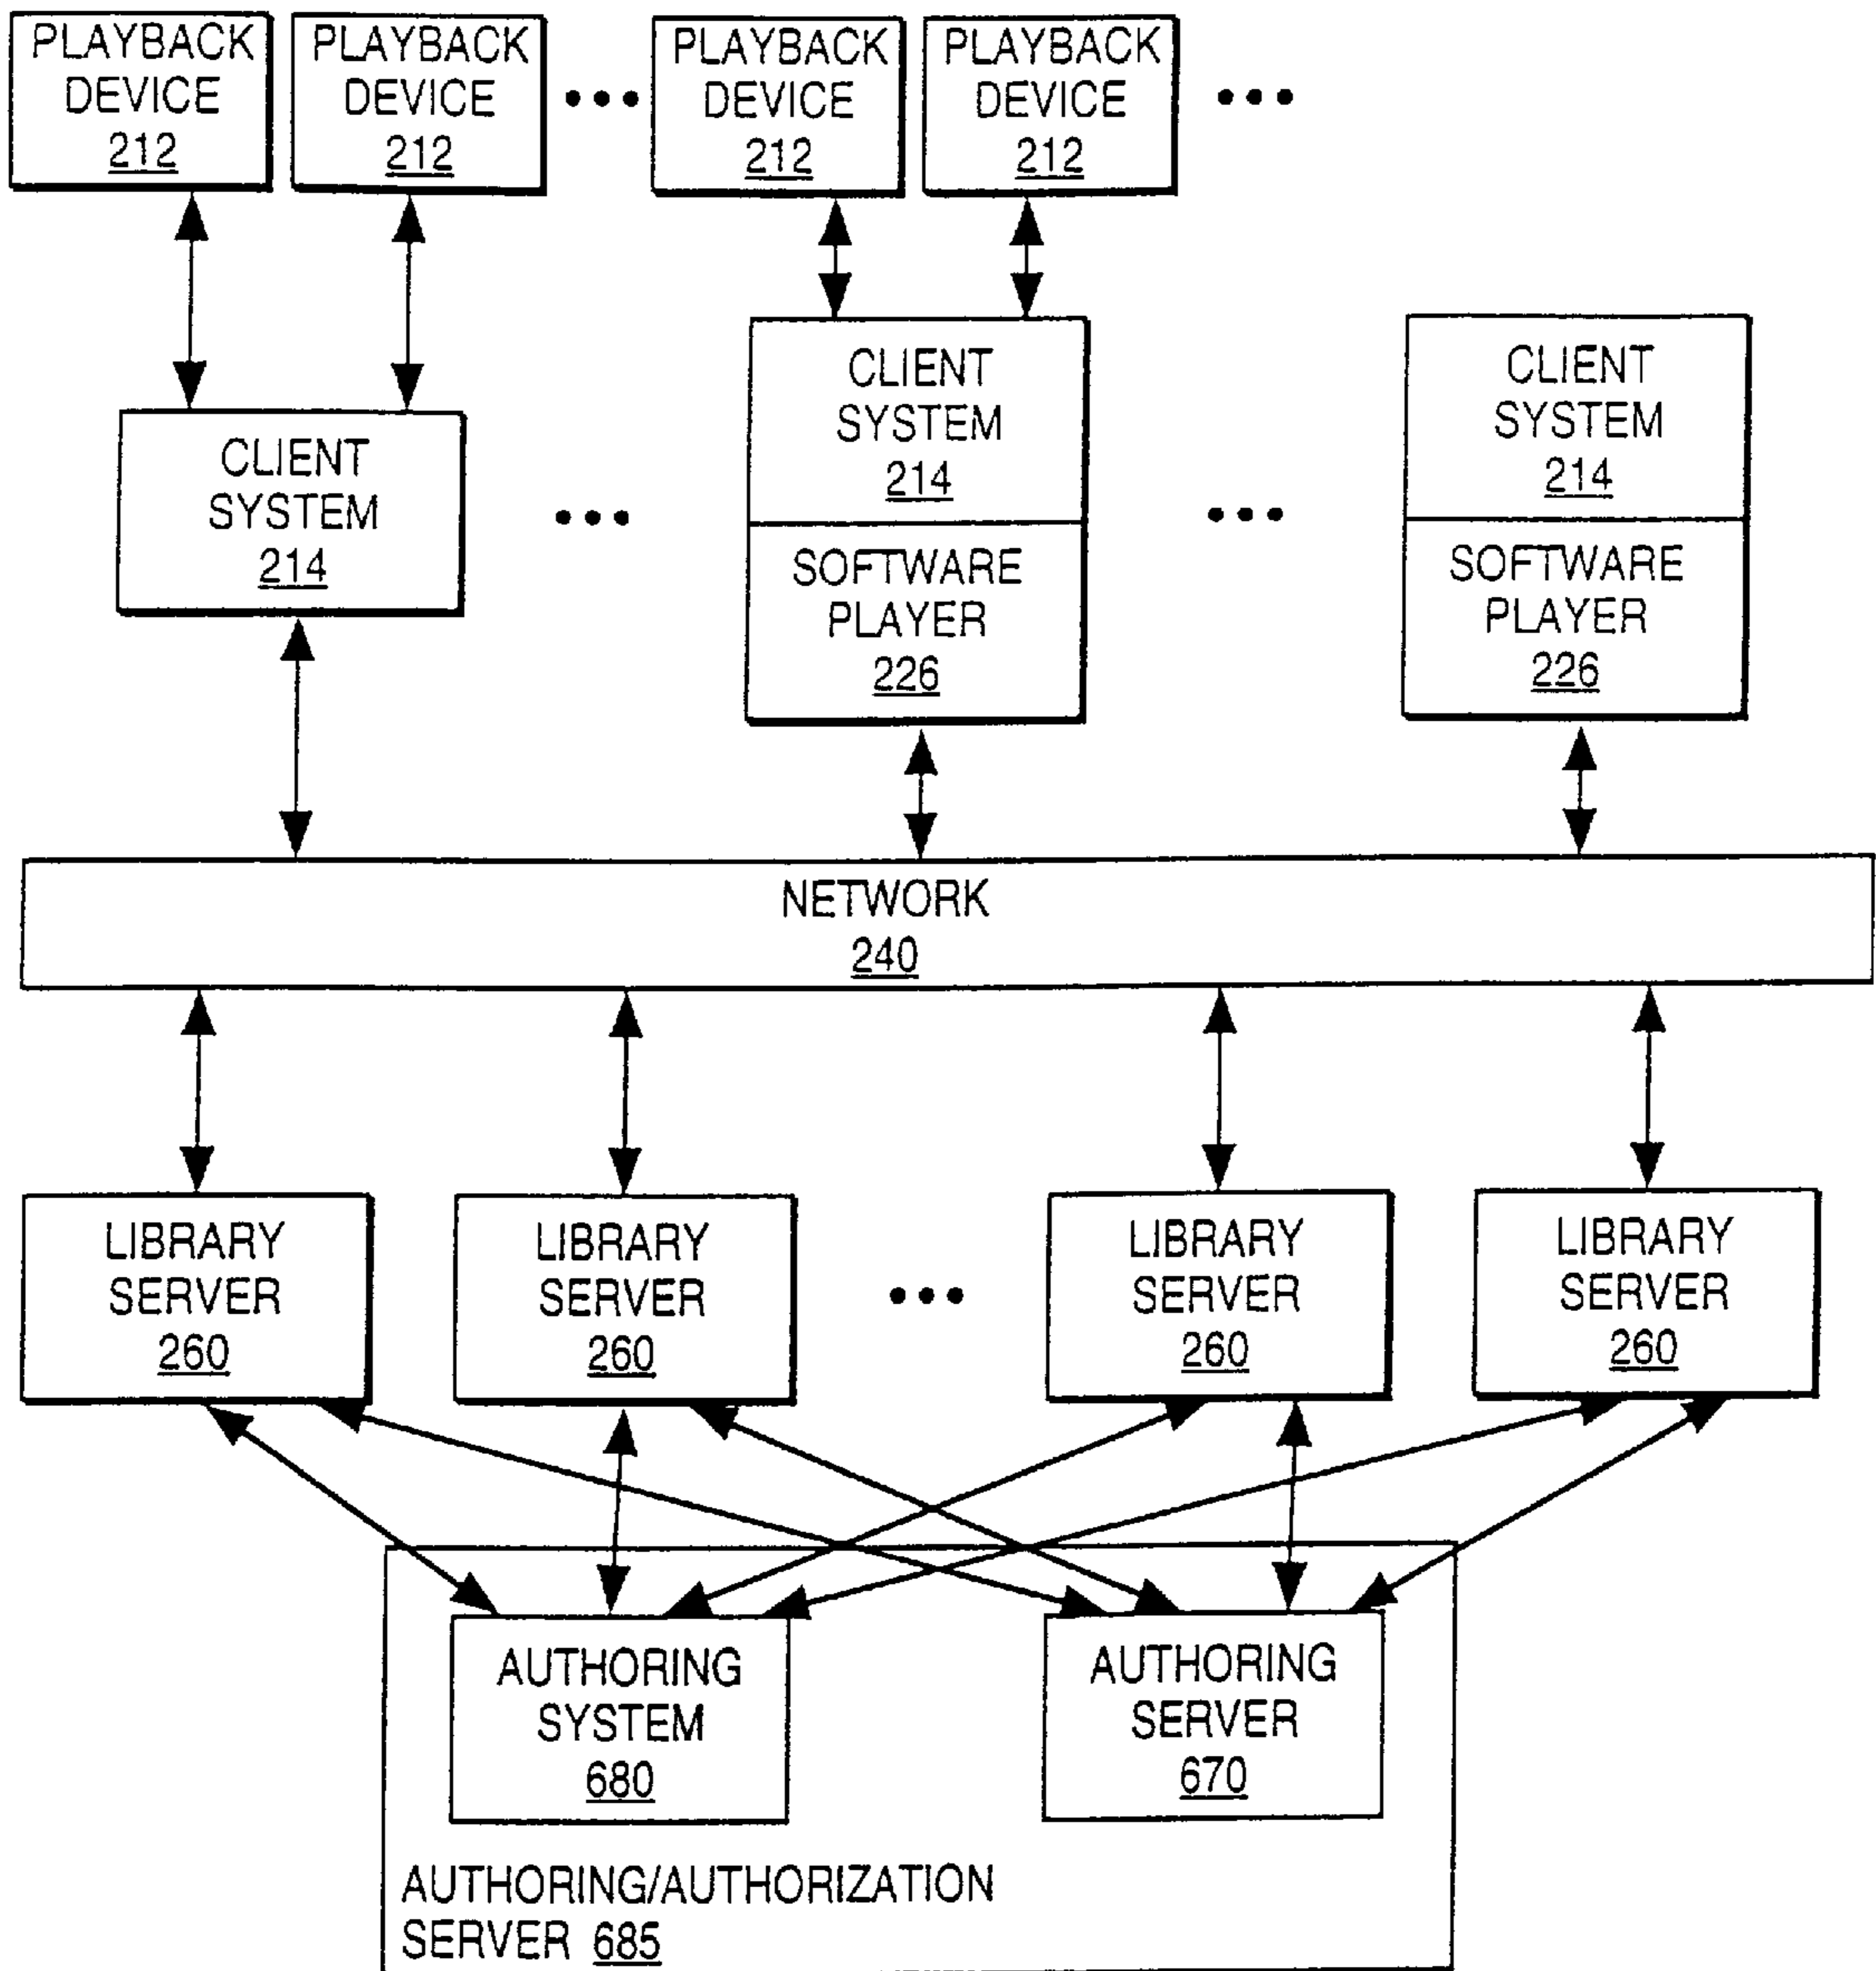 PLAYBACK
DEVICE
212
PLAYBACK
DEVICE
212
PLAYBACK
DEVICE
212
PLAYBACK
DEVICE
212
CLIENT
SYSTEM
214
CLIENT
SYSTEM
214
SOFTWARE
PLAYER
226
CLIENT
SYSTEM
214
SOFTWARE
PLAYER
226
NETWORK
240
LIBRARY
SERVER
260
LIBRARY
SERVER
260
LIBRARY
SERVER
260
LIBRARY
SERVER
260
AUTHORING
SYSTEM
680
AUTHORING
SERVER
670
AUTHORING/AUTHORIZATION
SERVER 685